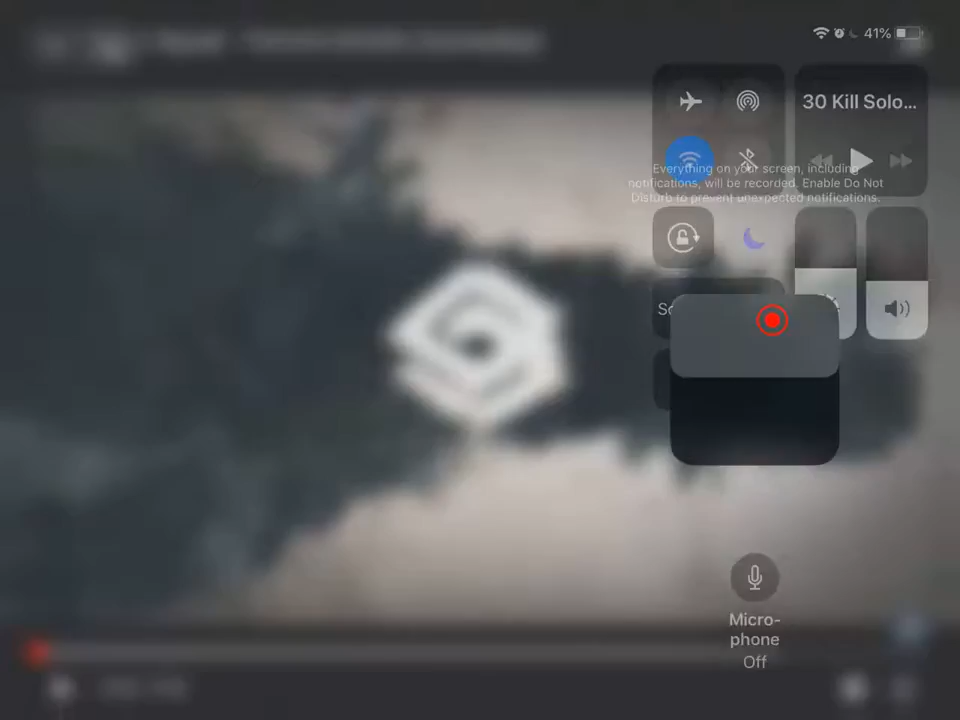 41%
30 Kill Solo...
Everything on your screen, including
notifications, will be recorded. Enable Do Not
Disturb to prevent unexpected notifications.
Micro-
phone
Off